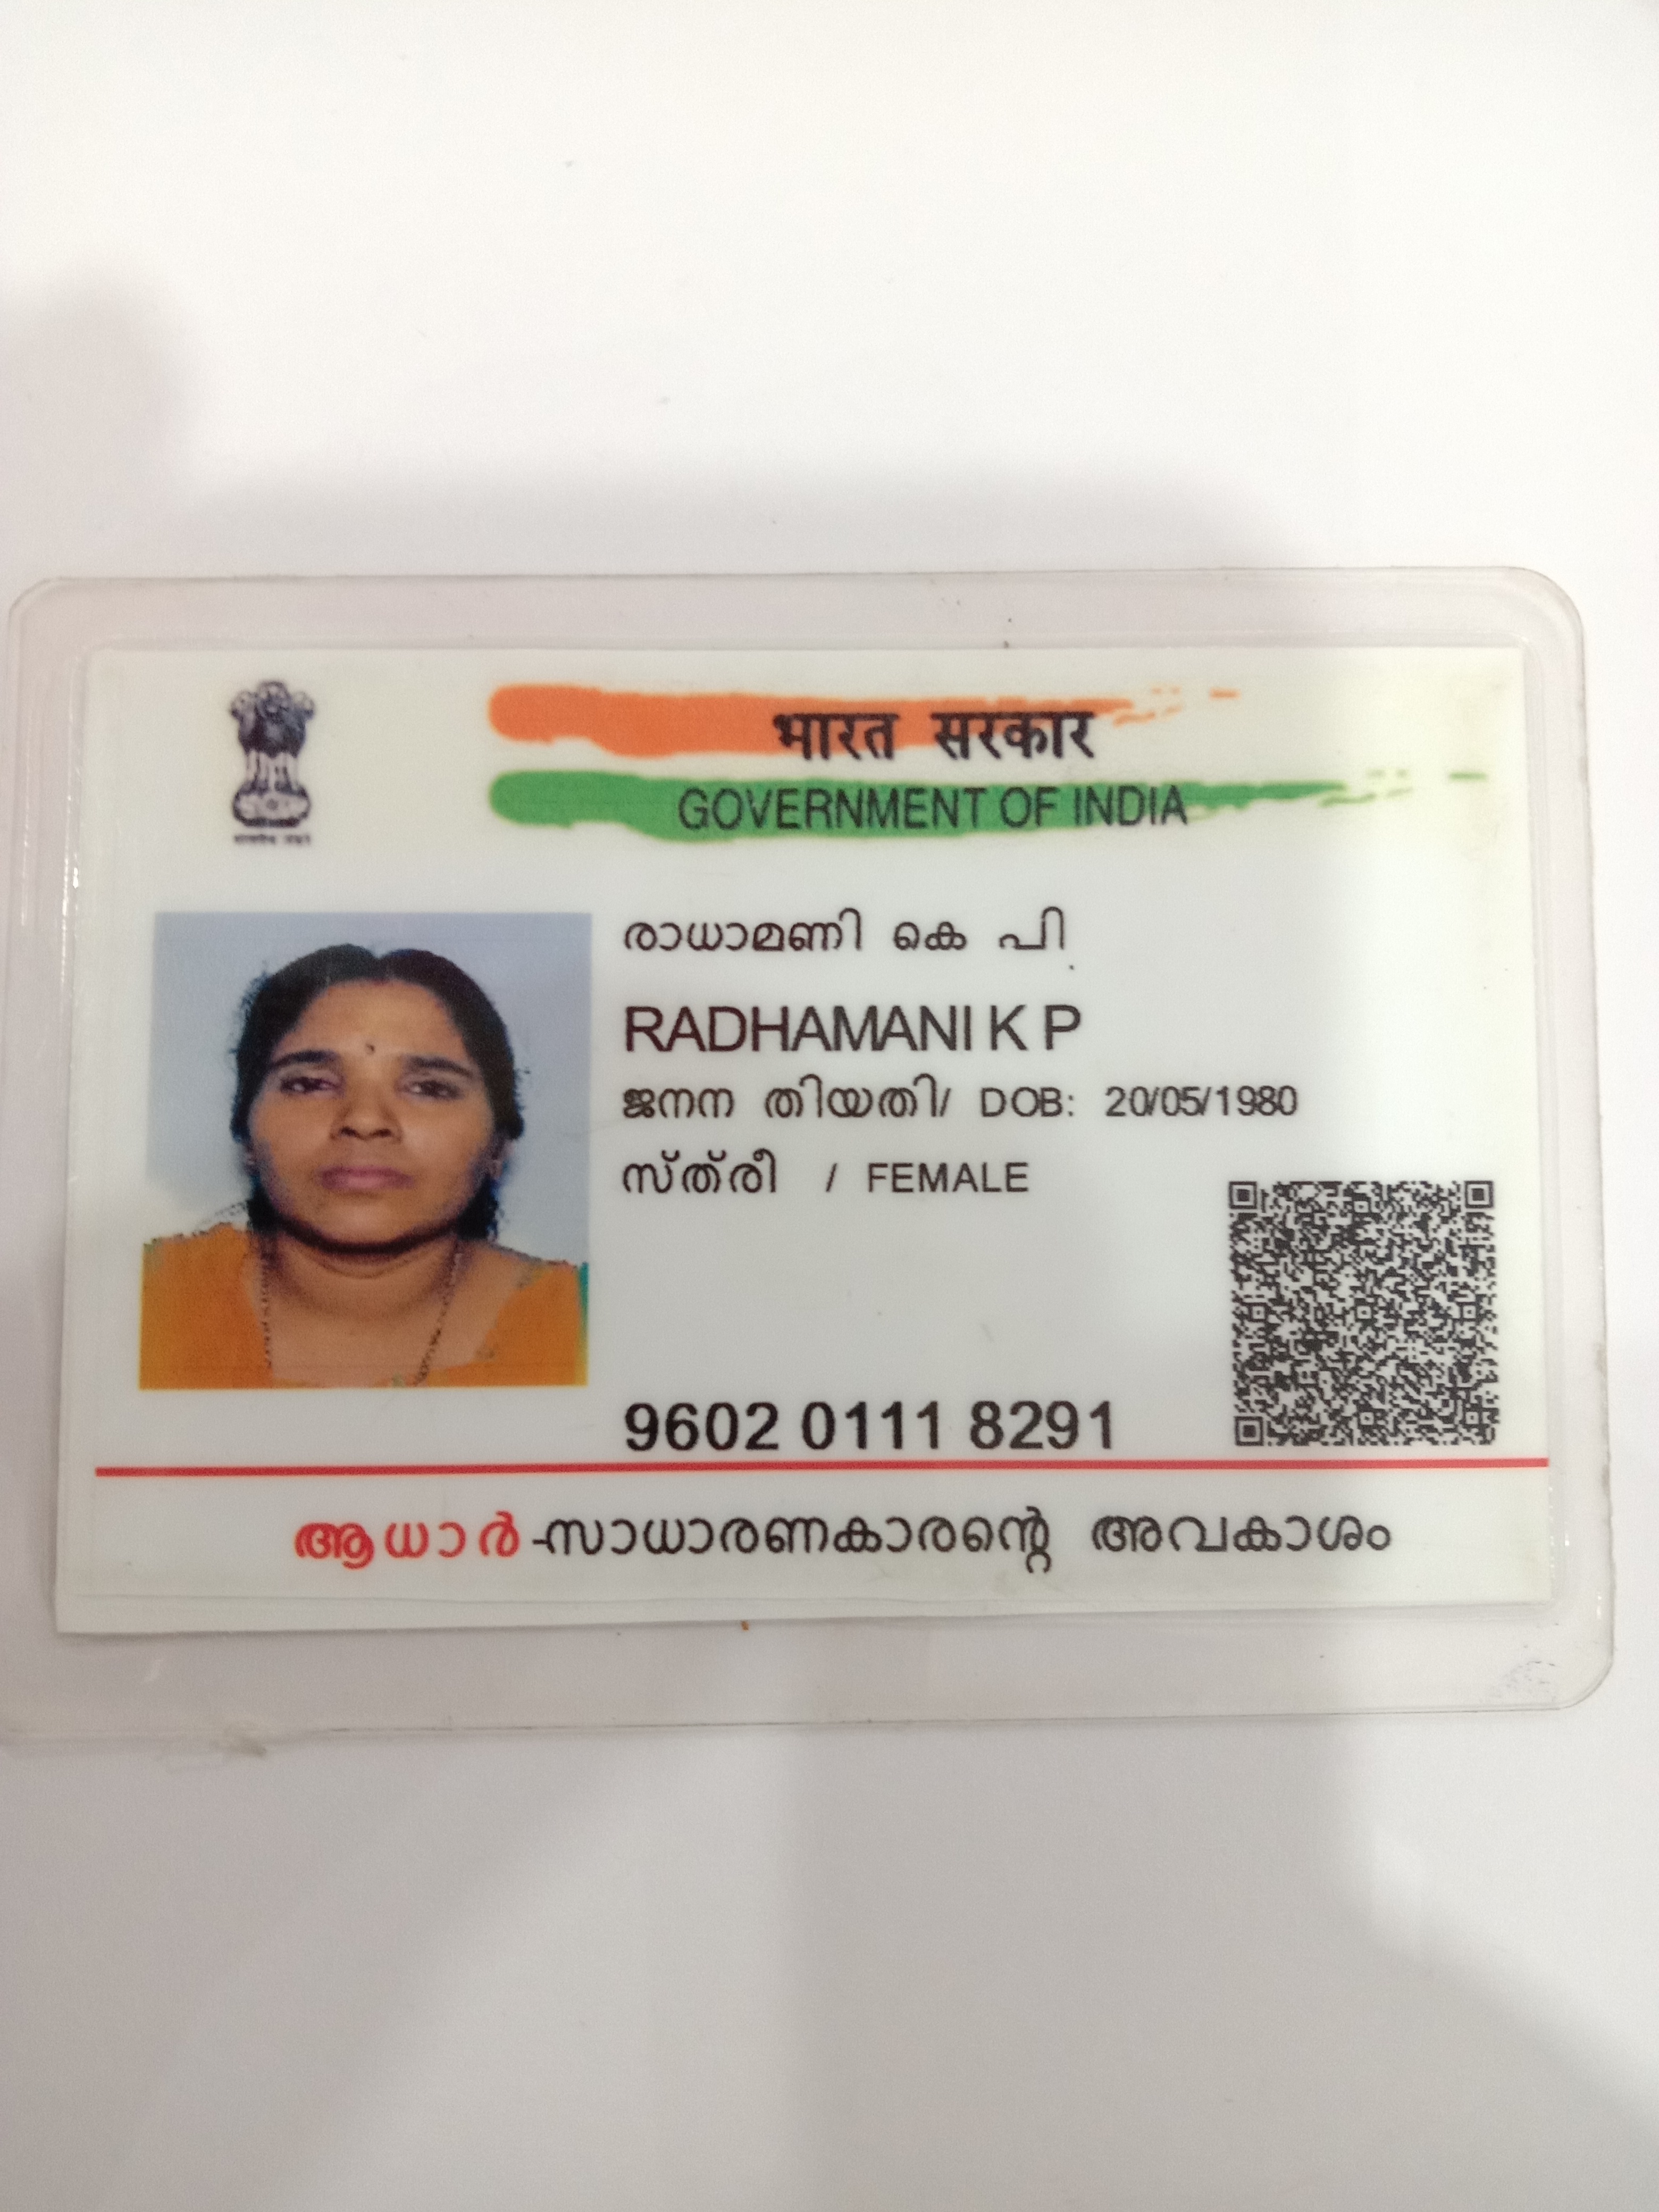 भारत सरकार
GOVERNMENT OF INDIA
രാധാമണി കെ പി
RADHAMANI K P
ജനന തിയതി/ DOB: 20/05/1980
സ്ത്രീ / FEMALE
9602 0111 8291
ആധാർ-സാധാരണകാരന്റെ അവകാശം